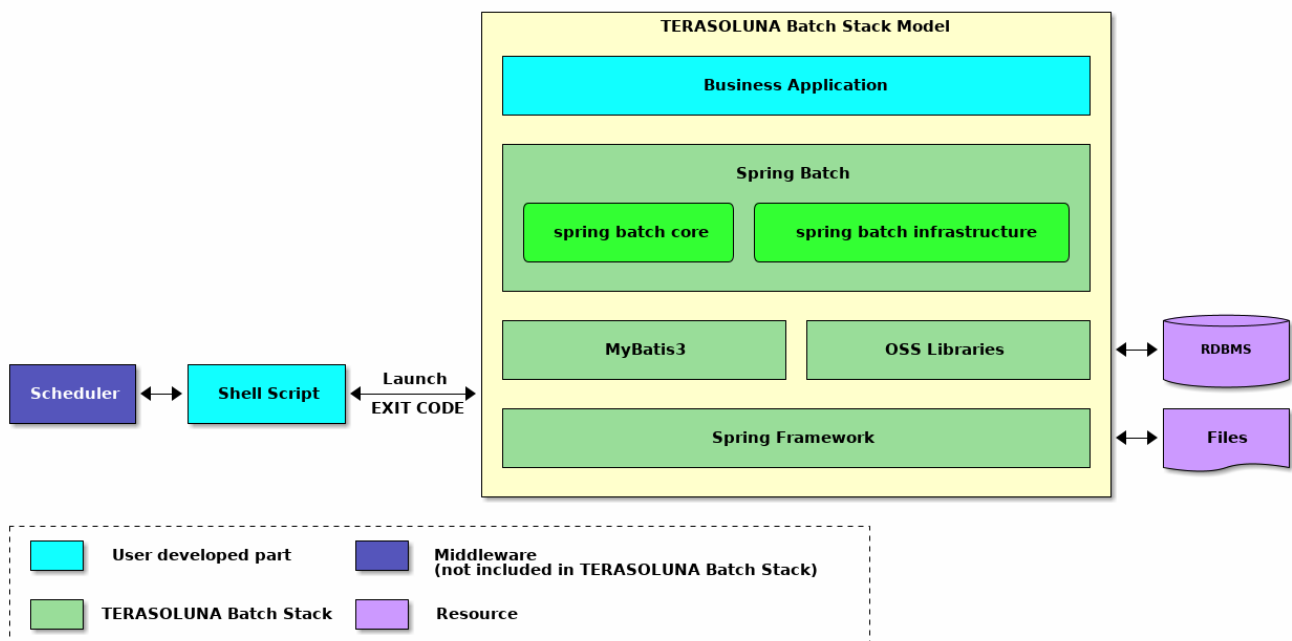 TERASOLUNA Batch Stack Model
Business Application
Spring Batch
spring batch core
spring batch infrastructure
MyBatis3
OSS Libraries
RDBMS
Scheduler
Shell Script
Launch
EXIT CODE
Spring Framework
Files
User developed part
Middleware
(not included in TERASOLUNA Batch Stack)
TERASOLUNA Batch Stack
Resource